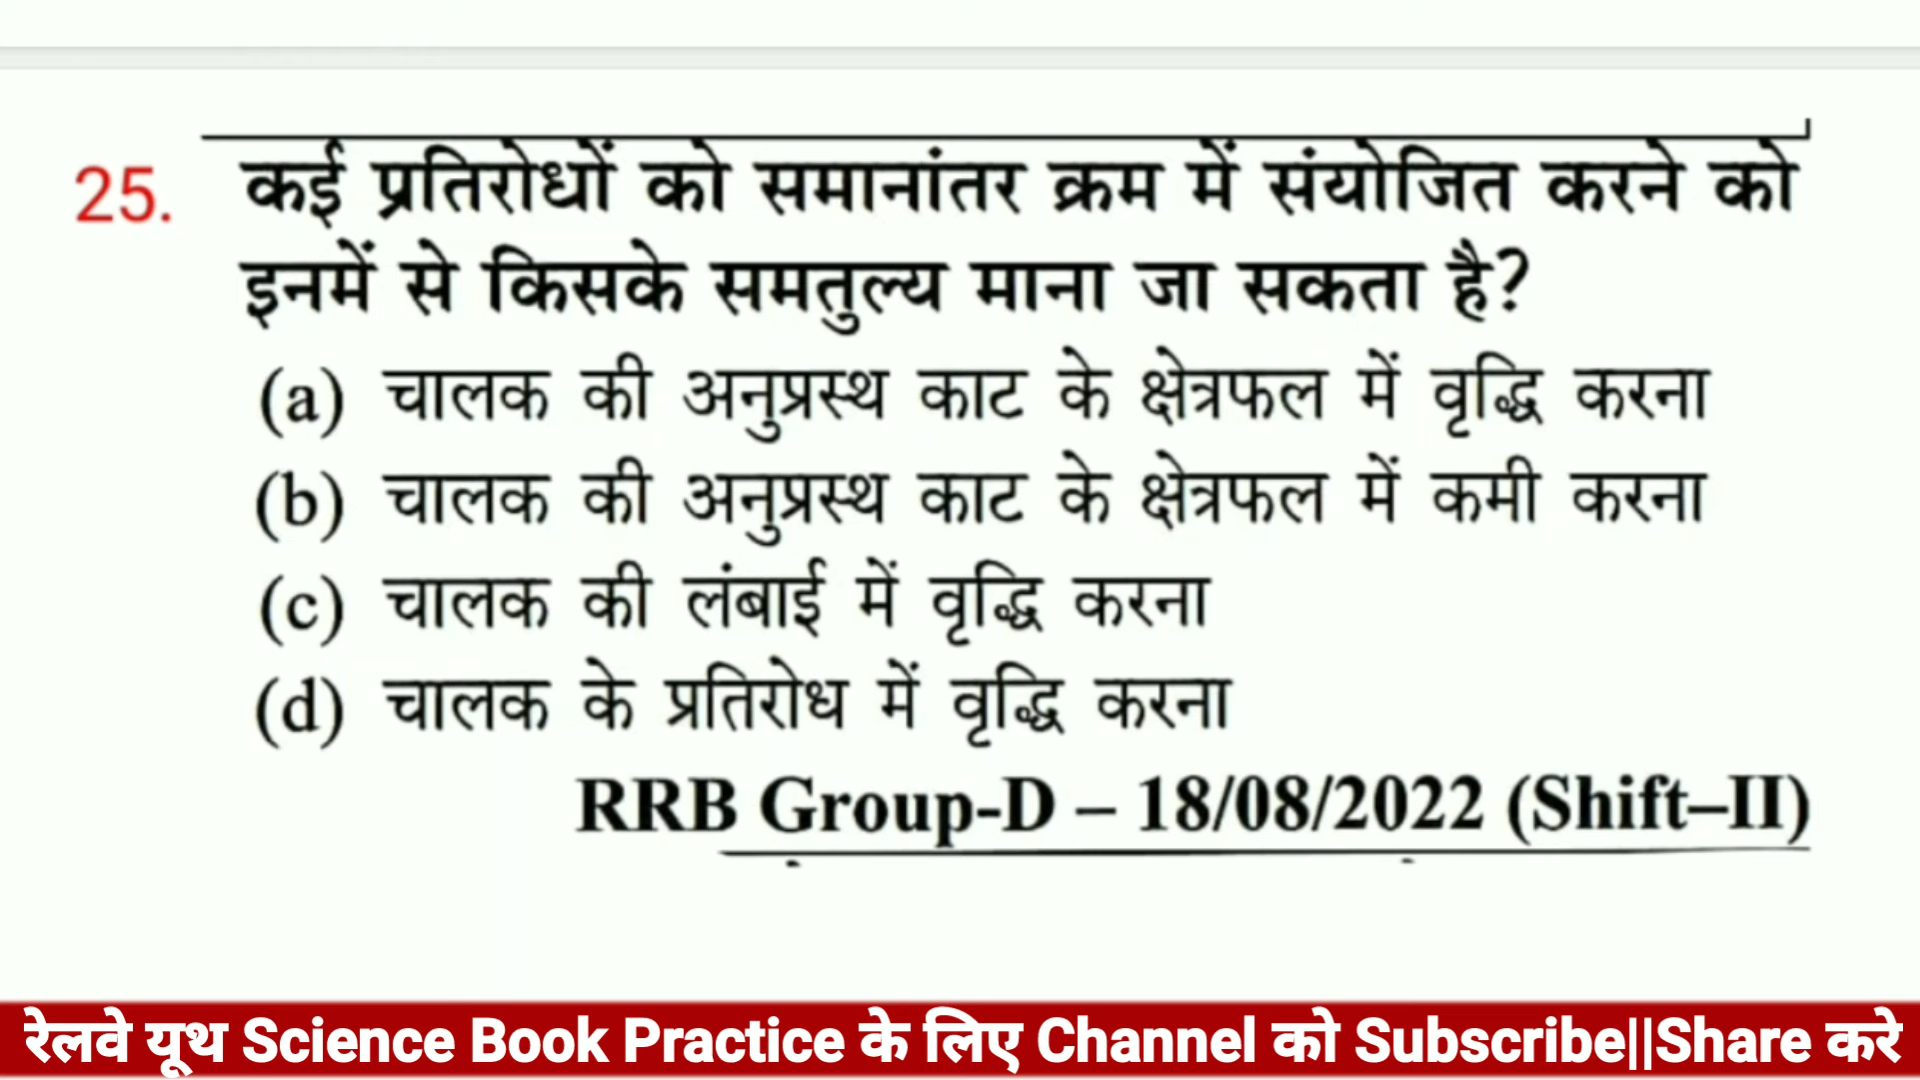 25. कई प्रतिरोधों को समानांतर क्रम में संयोजित करने को
इनमें से किसके समतुल्य माना जा सकता है?
(a) चालक की अनुप्रस्थ काट के क्षेत्रफल में वृद्धि करना
(b) चालक की अनुप्रस्थ काट के क्षेत्रफल में कमी करना
(c) चालक की लंबाई में वृद्धि करना
(d) चालक के प्रतिरोध में वृद्धि करना
RRB Group-D – 18/08/2022 (Shift–II)
रेलवे यूथ Science Book Practice के लिए Channel को Subscribe||Share करे